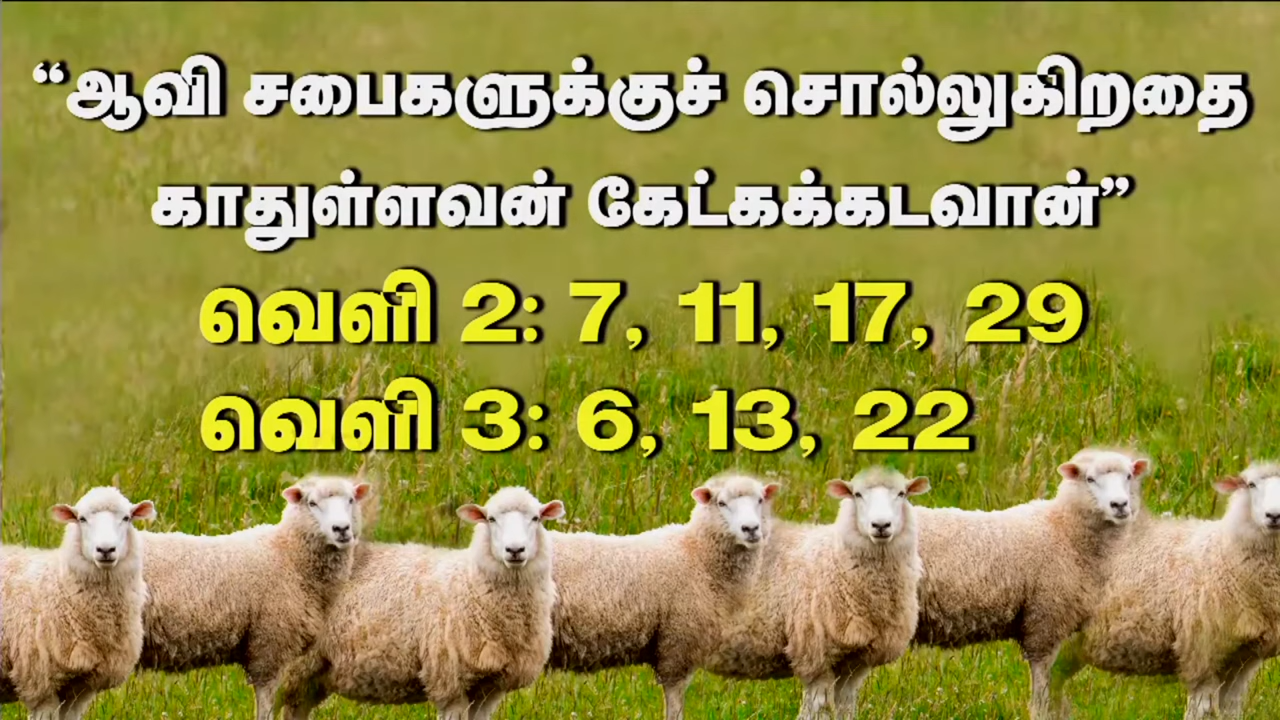 “ஆவி சபைகளுக்குச் சொல்லுகிறதை
காதுள்ளவன் கேட்கக்கடவான்”
வெளி 2: 7, 11, 17, 29
வெளி 3: 6, 13, 22